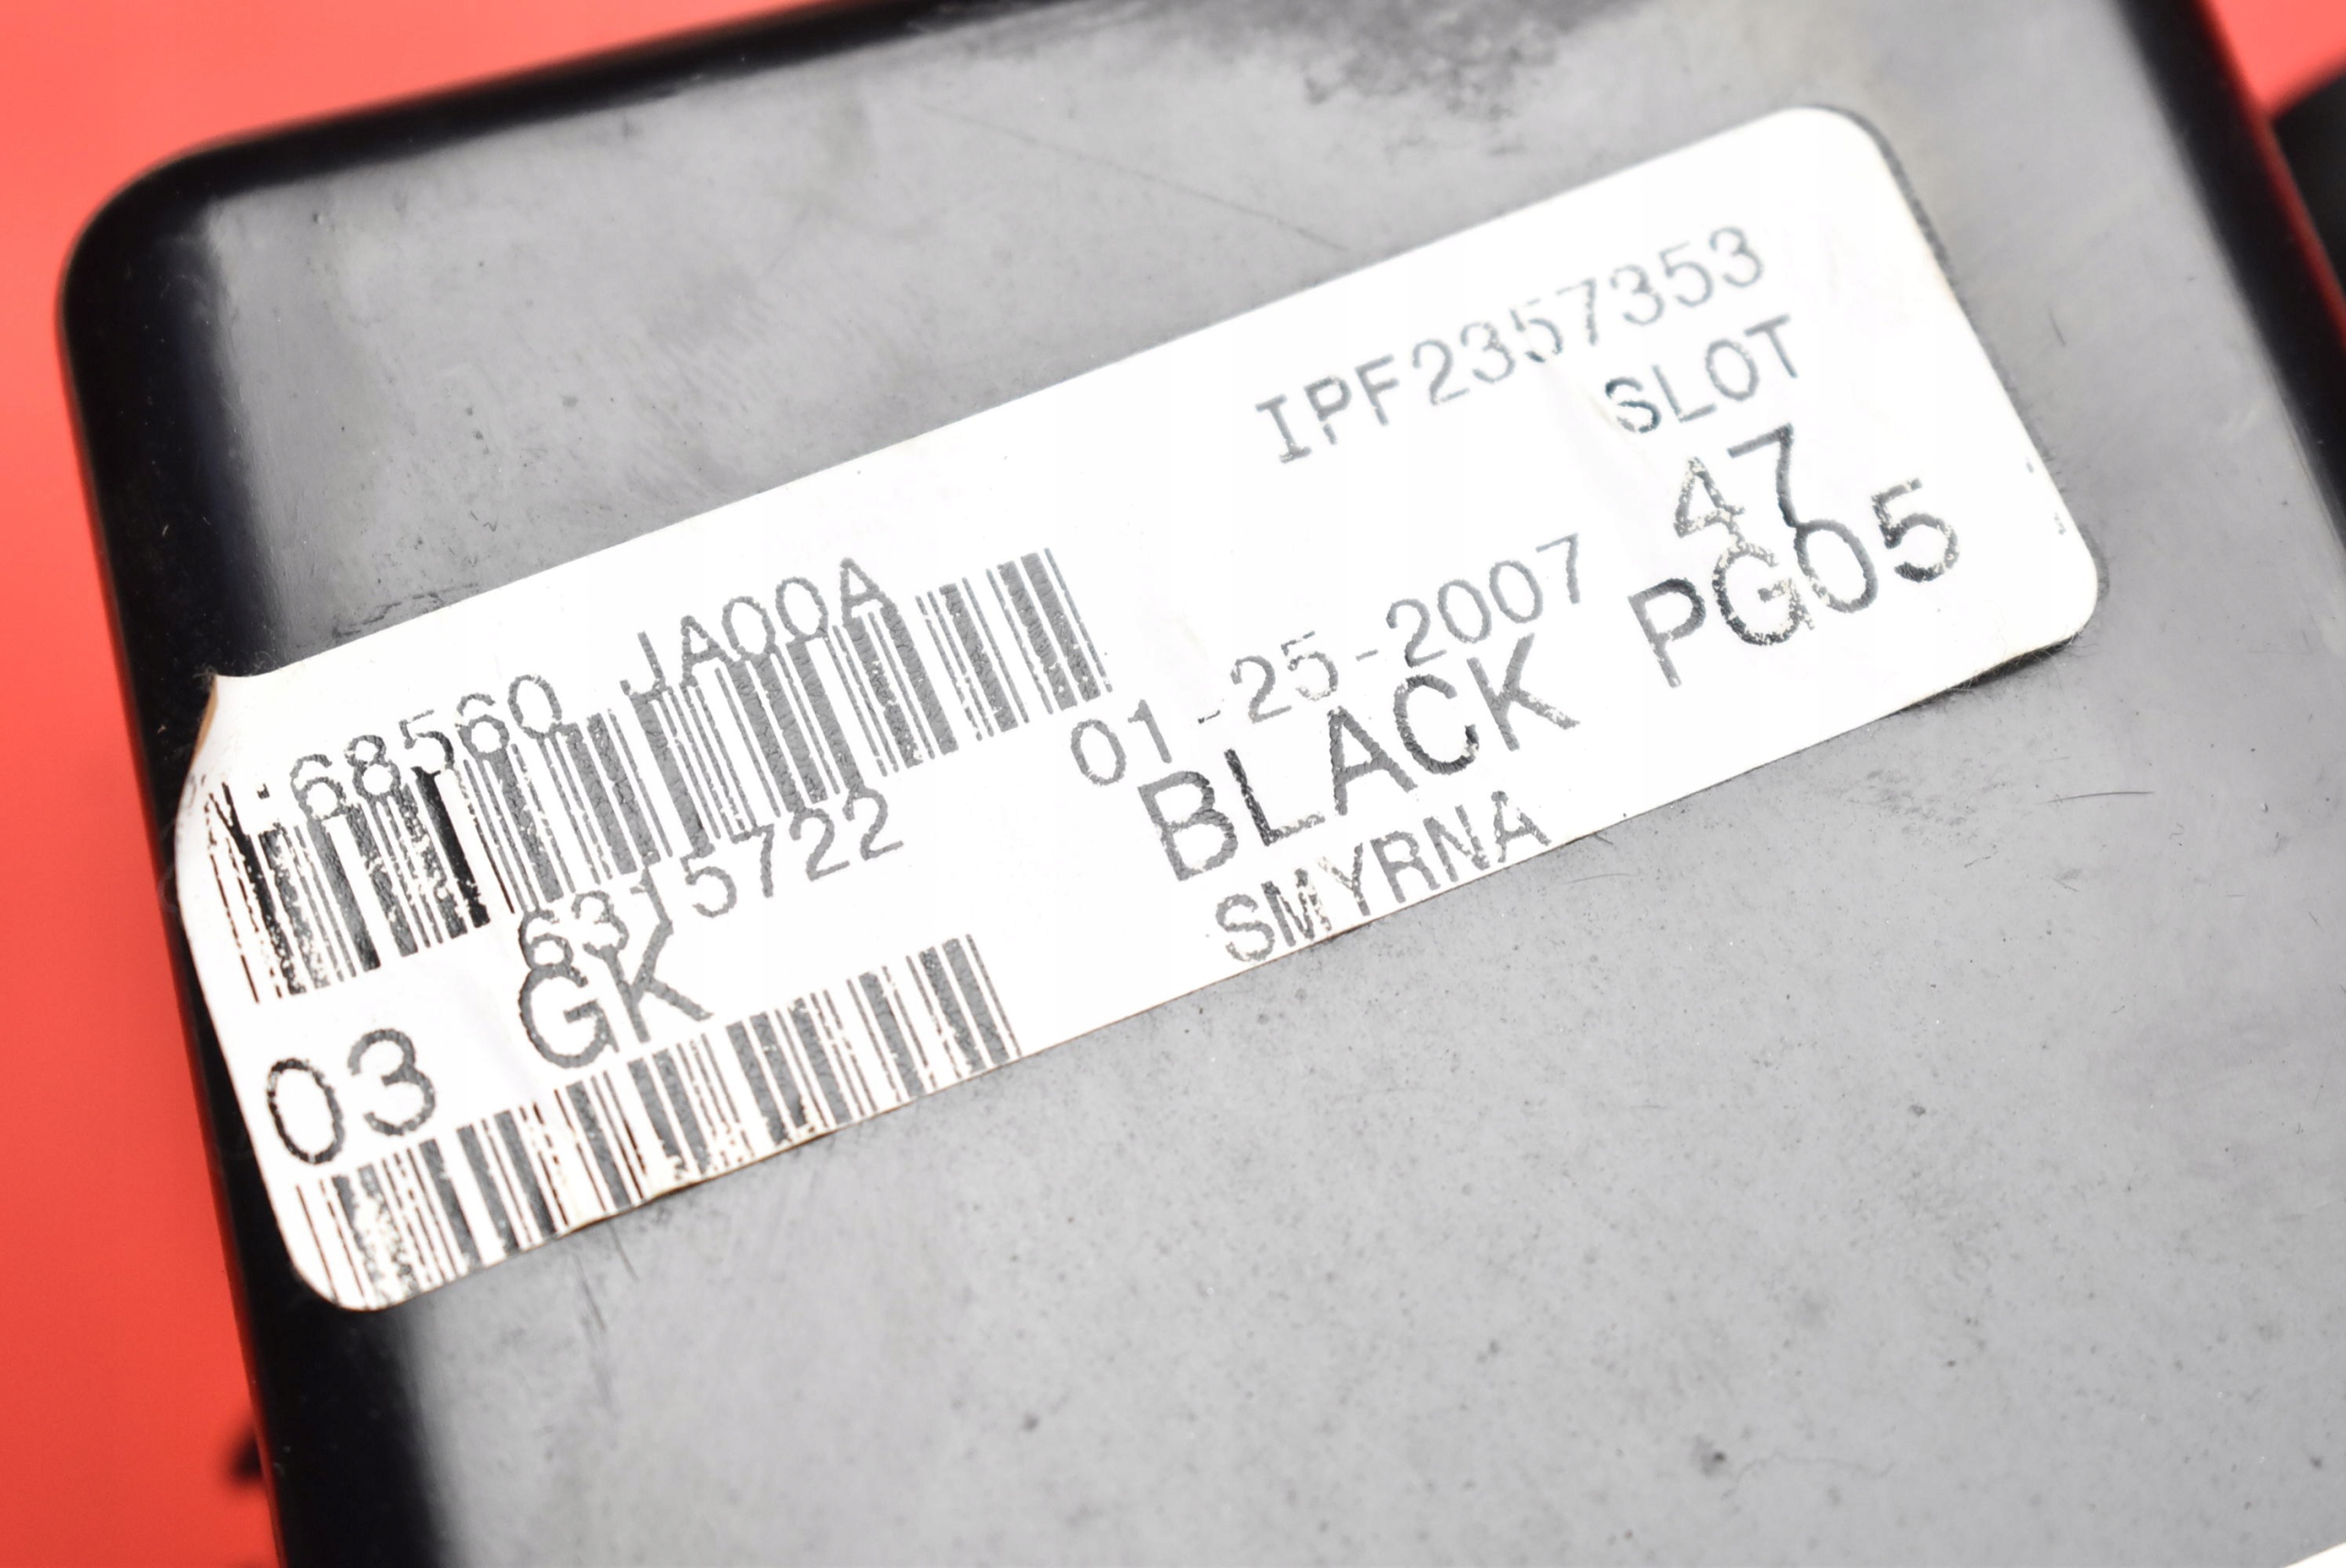 IPF2357353
SLOT
47
-68560 JA00A
01-25-2007
PG05
BLACK
6315722
SMYRNA
03 GK